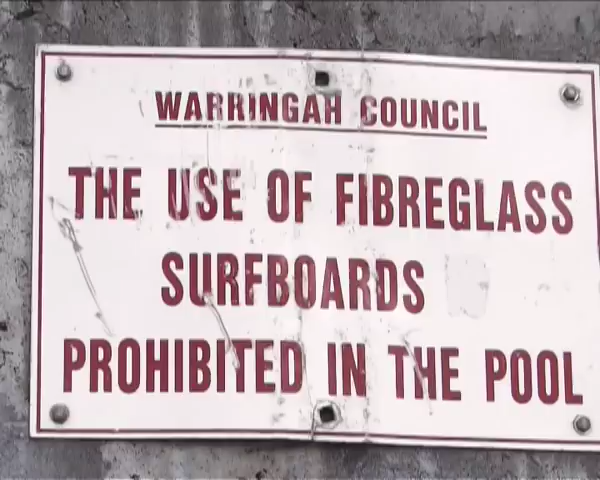 WARRINGAH COUNCIL
THE USE OF FIBREGLASS
SURFBOARDS
PROHIBITED IN THE POOL